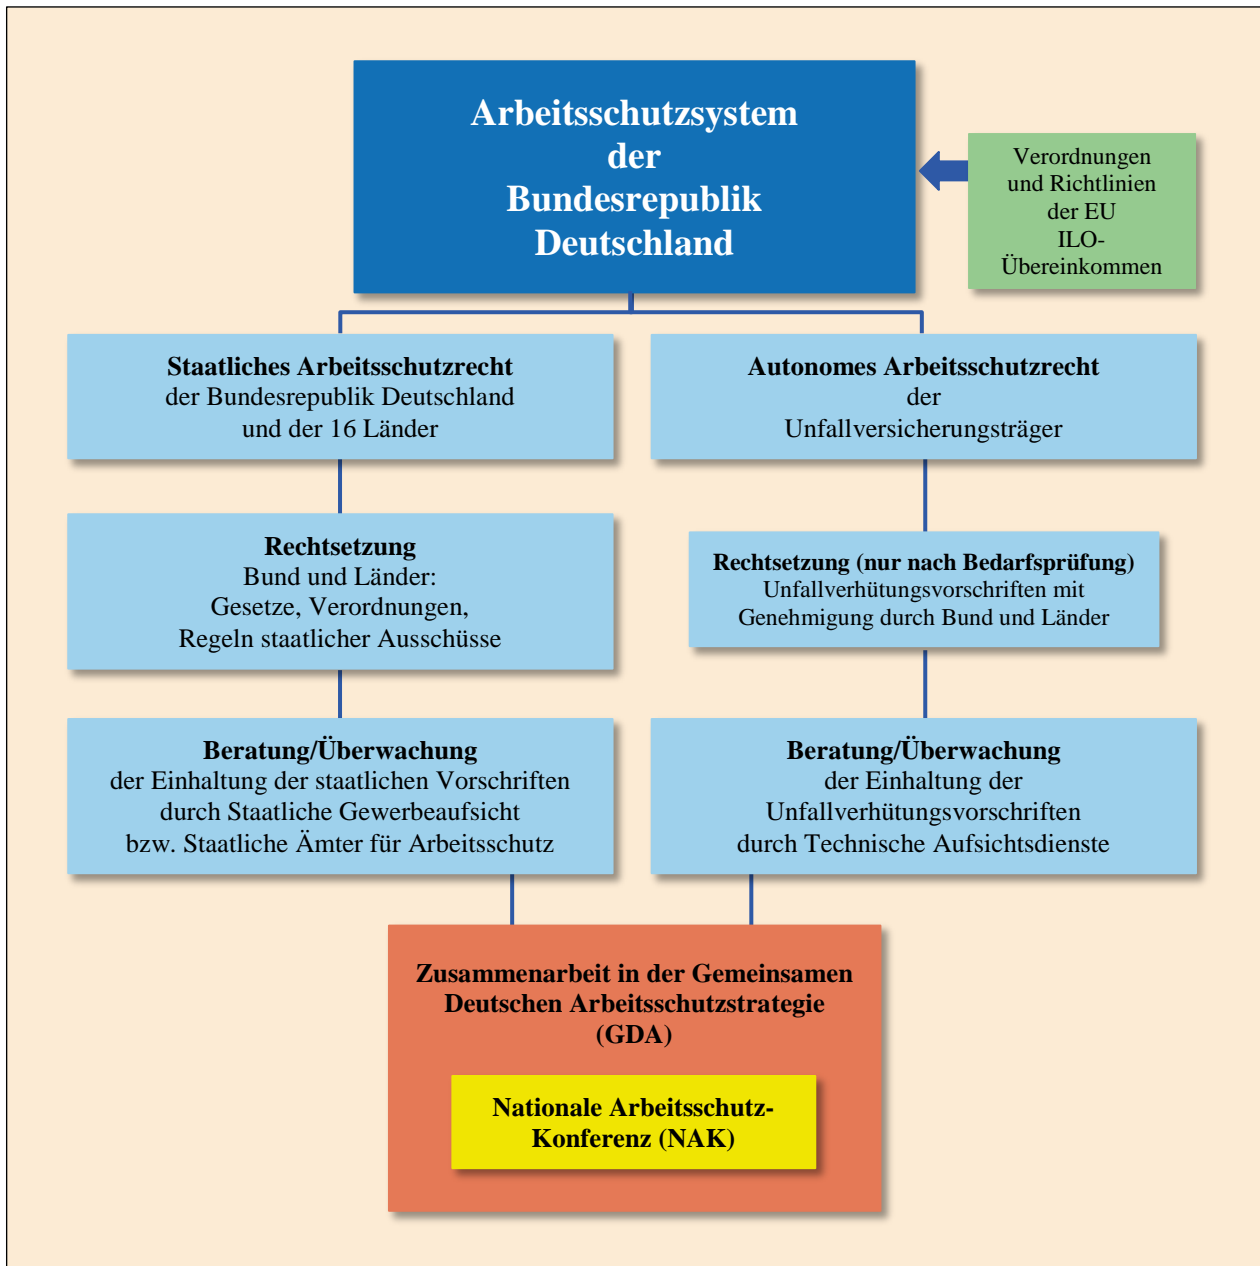 Arbeitsschutzsystem
der
Bundesrepublik
Deutschland
Verordnungen
und Richtlinien
der EU
ILO-
Übereinkommen
Staatliches Arbeitsschutzrecht
der Bundesrepublik Deutschland
und der 16 Länder
Autonomes Arbeitsschutzrecht
der
Unfallversicherungsträger
Rechtsetzung
Bund und Länder:
Gesetze, Verordnungen,
Regeln staatlicher Ausschüsse
Rechtsetzung (nur nach Bedarfsprüfung)
Unfallverhütungsvorschriften mit
Genehmigung durch Bund und Länder
Beratung/Überwachung
der Einhaltung der staatlichen Vorschriften
durch Staatliche Gewerbeaufsicht
bzw. Staatliche Ämter für Arbeitsschutz
Beratung/Überwachung
der Einhaltung der
Unfallverhütungsvorschriften
durch Technische Aufsichtsdienste
Zusammenarbeit in der Gemeinsamen
Deutschen Arbeitsschutzstrategie
(GDA)
Nationale Arbeitsschutz-
Konferenz (NAK)